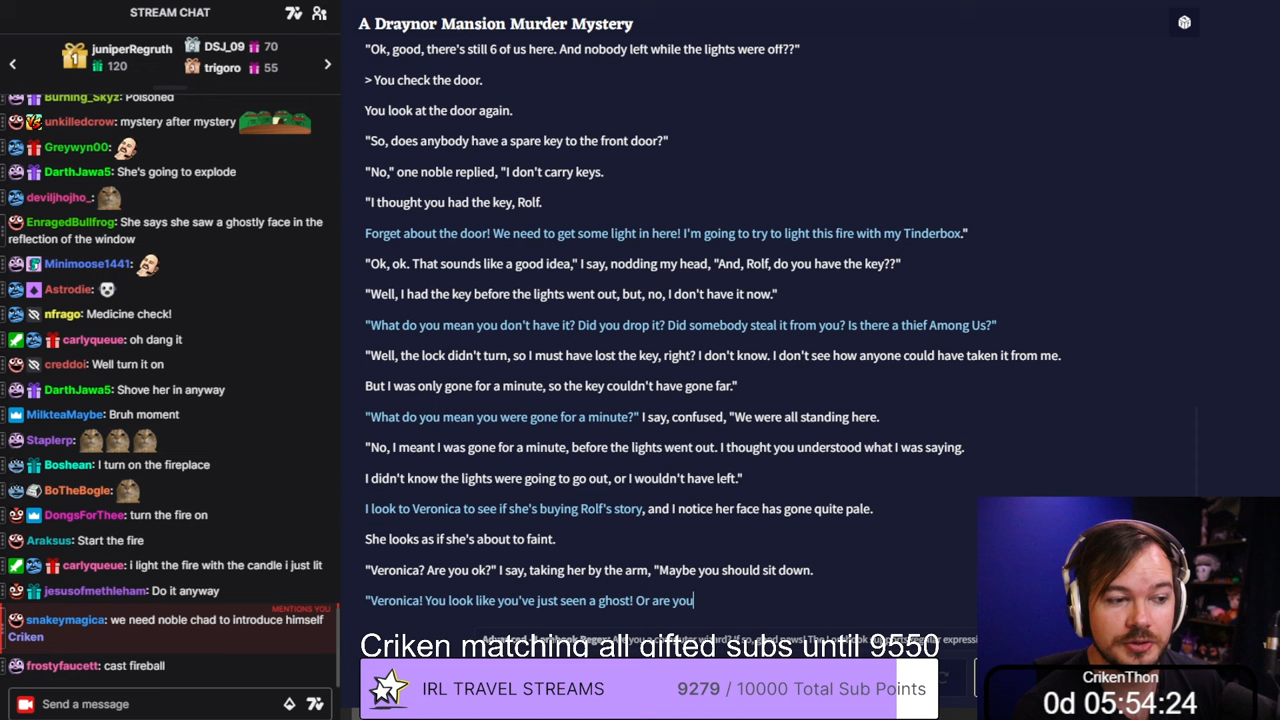 STREAM CHAT
juniperRegruth
120
DSJ_09 70
trigoro 55
Burning_Skyz: Poisoned
unkilledcrow: mystery after mystery
Greywyn00:
DarthJawa5: She's going to explode
deviljhojho_:
EnragedBullfrog: She says she saw a ghostly face in the
reflection of the window
Minimoose1441:
Astrodie:
nfrago: Medicine check!
carlyqueue: oh dang it
creddoi: Well turn it on
DarthJawa5: Shove her in anyway
MilkteaMaybe: Bruh moment
Staplerp:
Boshean: I turn on the fireplace
BoTheBogle:
DongsForThee: turn the fire on
Araksus: Start the fire
carlyqueue: i light the fire with the candle i just lit
jesusofmethleham: Do it anyway
MENTIONS YOU
snakeymagica: we need noble chat to introduce himself
Criken
frostyfaucett: cast fireball
Send a message
A Draynor Mansion Murder Mystery
"Ok, good, there's still 6 of us here. And nobody left while the lights were off??"
> You check the door.
You look at the door again.
"So, does anybody have a spare key to the front door?"
"No," one noble replied, "I don't carry keys.
"I thought you had the key, Rolf.
Forget about the door! We need to get some light in here! I'm going to try to light this fire with my Tinderbox."
"Ok, ok. That sounds like a good idea," I say, nodding my head, "And, Rolf, do you have the key??"
"Well, I had the key before the lights went out, but, no, I don't have it now."
"What do you mean you don't have it? Did you drop it? Did somebody steal it from you? Is there a thief Among Us?"
"Well, the lock didn't turn, so I must have lost the key, right? I don't know. I don't see how anyone could have taken it from me.
But I was only gone for a minute, so the key couldn't have gone far."
"What do you mean you were gone for a minute?" I say, confused, "We were all standing here.
"No, I meant I was gone for a minute, before the lights went out. I thought you understood what I was saying.
I didn't know the lights were going to go out, or I wouldn't have left."
I look to Veronica to see if she's buying Rolf's story, and I notice her face has gone quite pale.
She looks as if she's about to faint.
"Veronica? Are you ok?" I say, taking her by the arm, "Maybe you should sit down.
"Veronica! You look like you've just seen a ghost! Or are you
Criken matching all gifted subs until 9550
IRL TRAVEL STREAMS 9279 / 10000 Total Sub Points
CrikenThon
0d 05:54:24